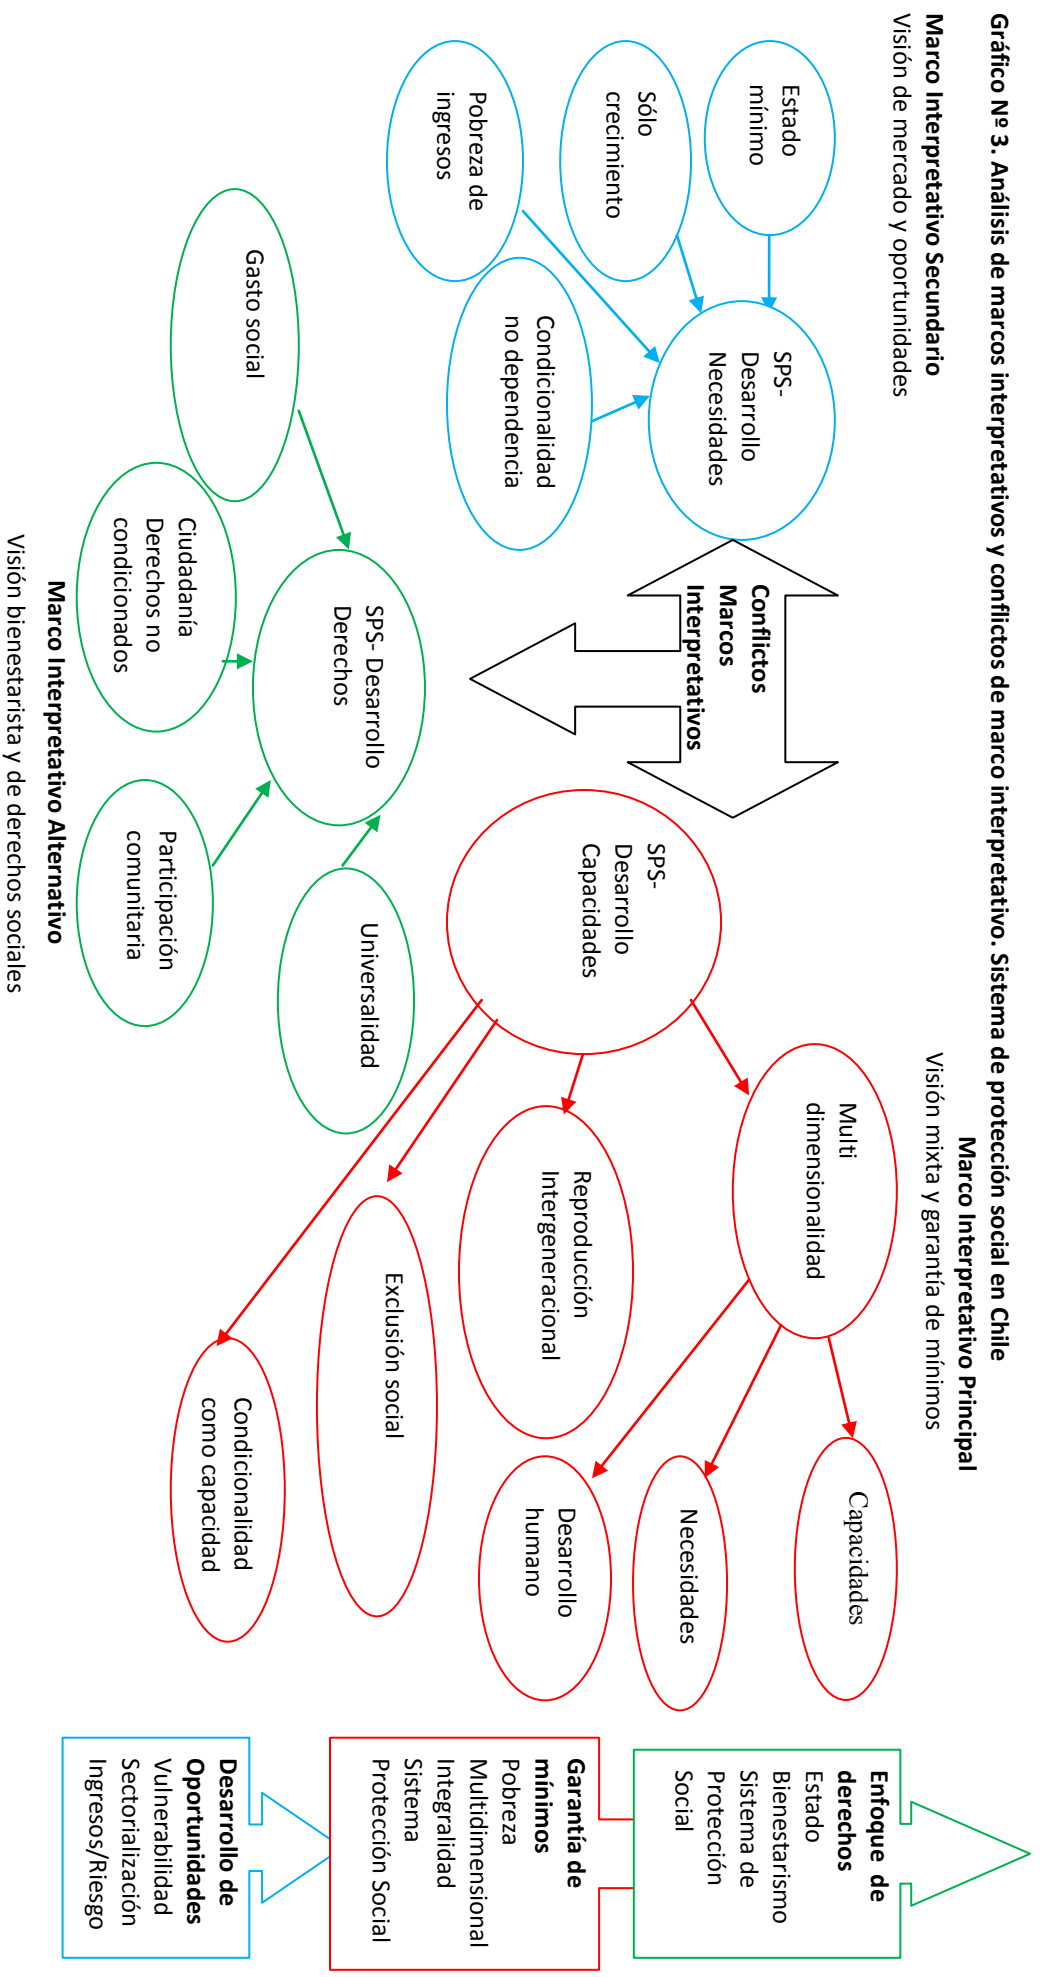 Gráfico Nº 3. Análisis de marcos interpretativos y conflictos de marco interpretativo. Sistema de protección social en Chile
Marco Interpretativo Secundario
Visión de mercado y oportunidades
Marco Interpretativo Principal
Visión mixta y garantía de mínimos
Estado
mínimo
Sólo
crecimiento
Pobreza de
ingresos
Condicionalidad
no dependencia
SPS-
Desarrollo
Necesidades
Conflictos
Marcos
Interpretativos
SPS-
Desarrollo
Capacidades
Multi
dimensionalidad
Reproducción
Intergeneracional
Exclusión social
Condicionalidad
como capacidad
Capacidades
Necesidades
Desarrollo
humano
Gasto social
Ciudadanía
Derechos no
condicionados
SPS- Desarrollo
Derechos
Participación
comunitaria
Universalidad
Marco Interpretativo Alternativo
Visión bienestarista y de derechos sociales
Enfoque de
derechos
Estado
Bienestarismo
Sistema de
Protección
Social
Garantía de
mínimos
Pobreza
Multidimensional
Integralidad
Sistema
Protección Social
Desarrollo de
Oportunidades
Vulnerabilidad
Sectorialización
Ingresos/Riesgo